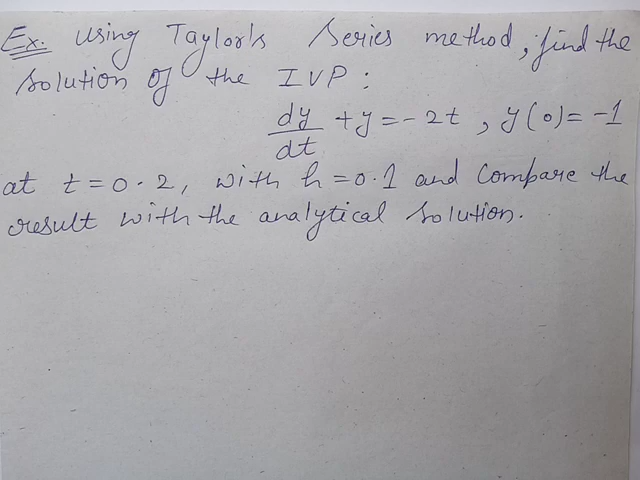 Ex. Using Taylor's Series method, find the
solution of the IVP:
dy/dt + y = -2t, y(0) = -1
at t = 0.2, with h = 0.1 and compare the
result with the analytical solution.